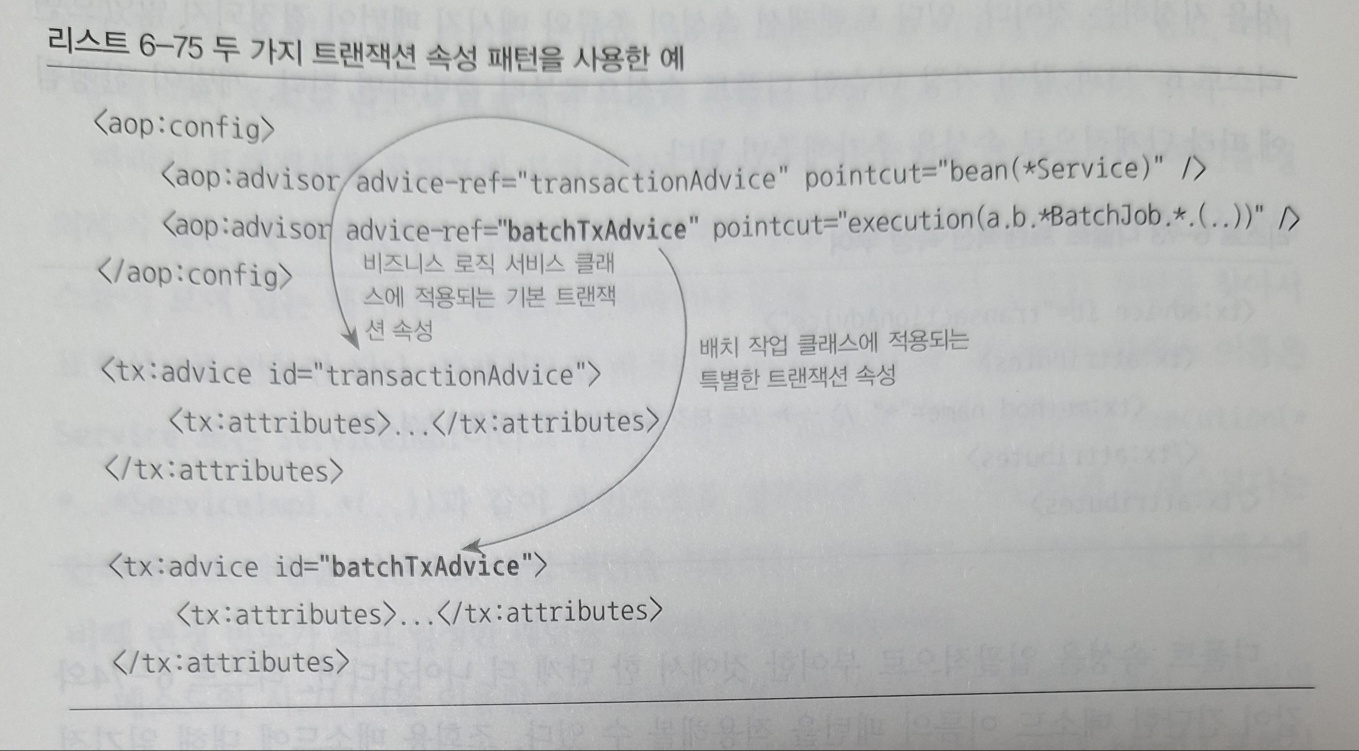 리스트 6-75 두 가지 트랜잭션 속성 패턴을 사용한 예
<aop:config>
<aop:advisor advice-ref="transactionAdvice" pointcut="bean(*Service)" />
<aop:advisor advice-ref="batchTxAdvice" pointcut="execution(a.b.*BatchJob.*.(..))" />
</aop:config>
비즈니스 로직 서비스 클래
스에 적용되는 기본 트랜잭
션 속성
배치 작업 클래스에 적용되는
특별한 트랜잭션 속성
<tx:advice id="transactionAdvice">
<tx:attributes>...</tx:attributes>
</tx:attributes>
<tx:advice id="batchTxAdvice">
<tx:attributes>...</tx:attributes>
</tx:attributes>